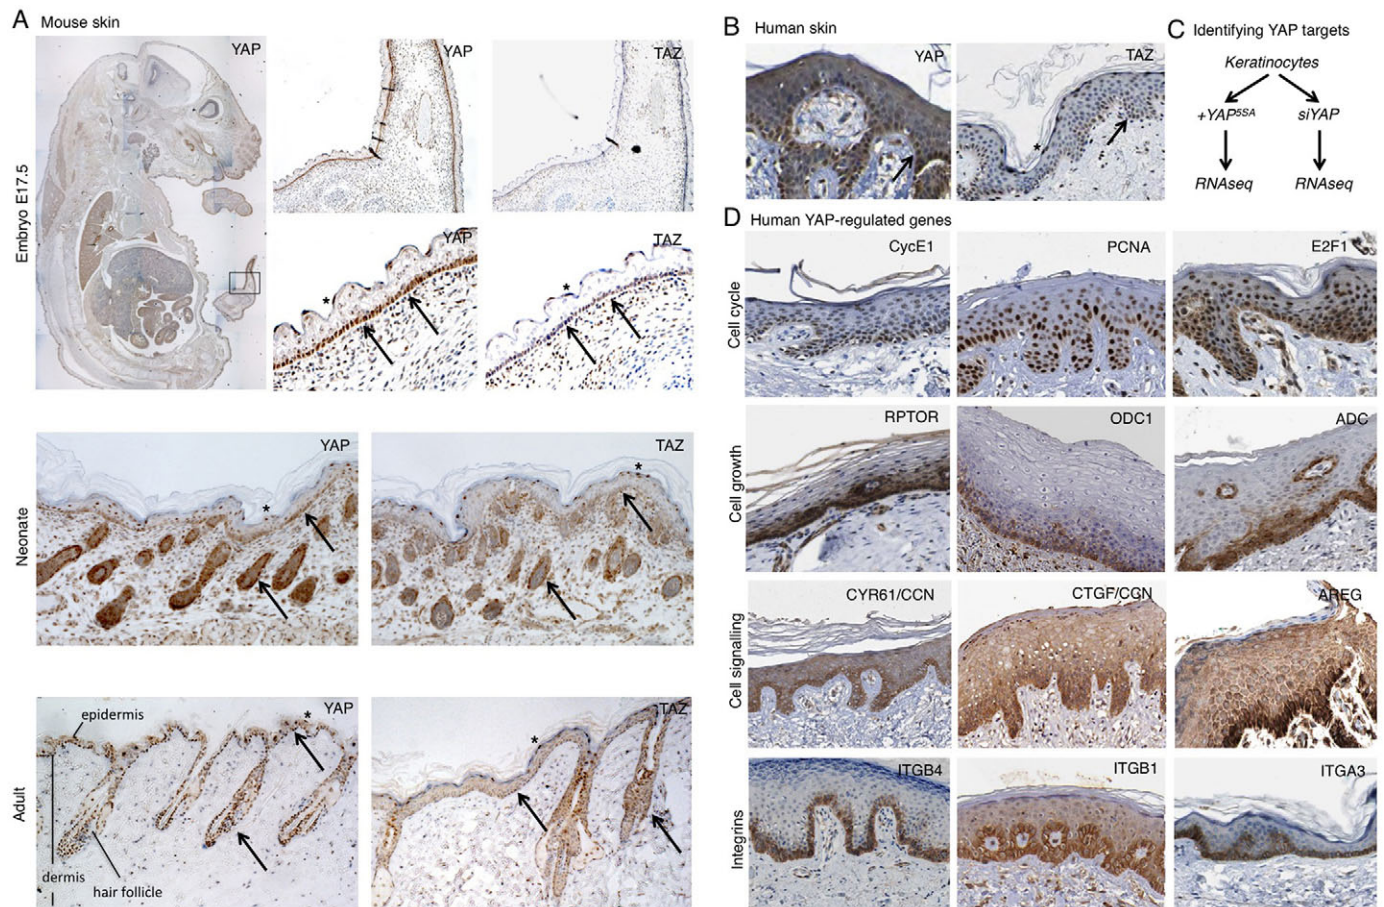 A Mouse skin
YAP
YAP
TAZ
Embryo E17.5
YAP
TAZ
*
*
Neonate
YAP
TAZ
*
*
Adult
YAP
TAZ
epidermis
*
*
dermis
hair follicle
B Human skin
YAP
TAZ
*
C Identifying YAP targets
Keratinocytes
+YAP5SA siYAP
RNAseq RNAseq
D Human YAP-regulated genes
Cell cycle
CycE1
PCNA
E2F1
Cell growth
RPTOR
ODC1
ADC
Cell signalling
CYR61/CCN
CTGF/CCN
AREG
Integrins
ITGB4
ITGB1
ITGA3